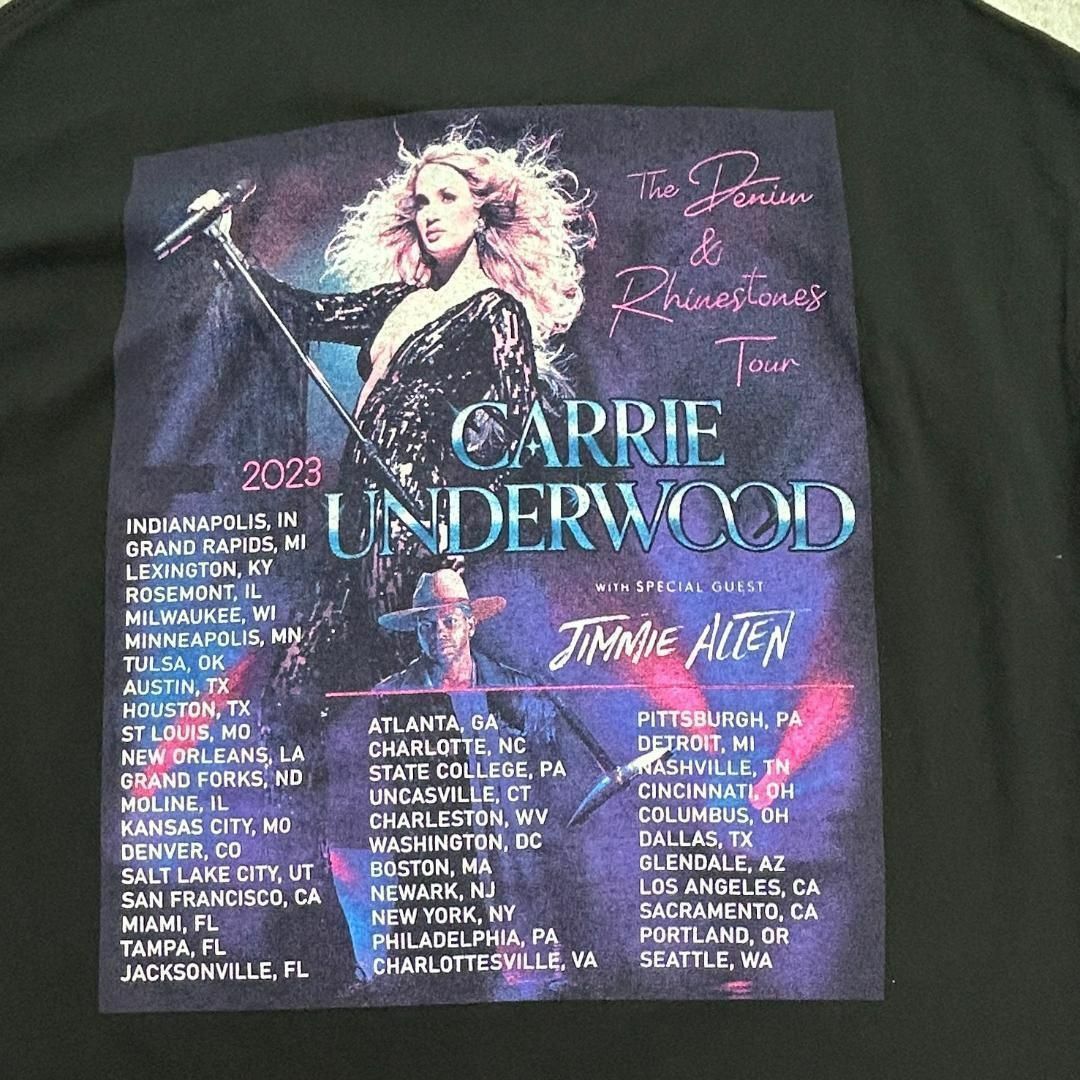 The Denim
&
Rhinestones
Tour
CARRIE
UNDERWOOD
WITH SPECIAL GUEST
JIMMIE ALLEN
2023
INDIANAPOLIS, IN
GRAND RAPIDS, MI
LEXINGTON, KY
ROSEMONT, IL
MILWAUKEE, WI
MINNEAPOLIS, MN
TULSA, OK
AUSTIN, TX
HOUSTON, TX
ST LOUIS, MO
NEW ORLEANS, LA
GRAND FORKS, ND
MOLINE, IL
KANSAS CITY, MO
DENVER, CO
SALT LAKE CITY, UT
SAN FRANCISCO, CA
MIAMI, FL
TAMPA, FL
JACKSONVILLE, FL
ATLANTA, GA
CHARLOTTE, NC
STATE COLLEGE, PA
UNCASVILLE, CT
CHARLESTON, WV
WASHINGTON, DC
BOSTON, MA
NEWARK, NJ
NEW YORK, NY
PHILADELPHIA, PA
CHARLOTTESVILLE, VA
PITTSBURGH, PA
DETROIT, MI
NASHVILLE, TN
CINCINNATI, OH
COLUMBUS, OH
DALLAS, TX
GLENDALE, AZ
LOS ANGELES, CA
SACRAMENTO, CA
PORTLAND, OR
SEATTLE, WA